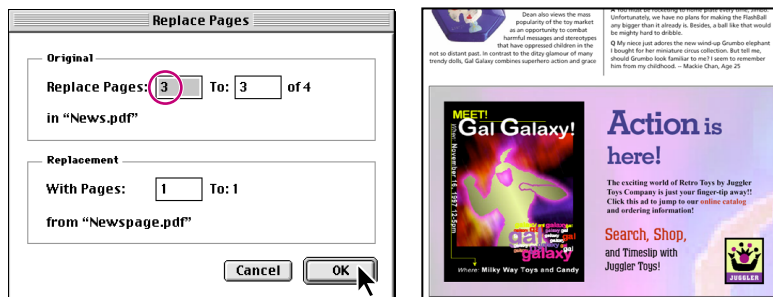 Replace Pages
Original
Replace Pages: 3 To: 3 of 4
in “News.pdf”
Replacement
With Pages: 1 To: 1
from “Newspage.pdf”
Cancel OK
Dean also views the mass
popularity of the toy market
as an opportunity to combat
harmful messages and stereotypes
that have oppressed children in the
not so distant past. In contrast to the ditzy glamour of many
trendy dolls, Gal Galaxy combines superhero action and grace
Unfortunately, we have no plans for making the FlashBall
any bigger than it already is. Besides, a ball like that would
be mighty hard to dribble.
Q My niece just adores the new wind-up Grumbo elephant
I bought for her miniature circus collection. But tell me,
should Grumbo look familiar to me? I seem to remember
him from my childhood. -- Mackie Chan, Age 25
MEET!
Gal Galaxy!
When: November 16, 1997 12-5pm
gal
galaxy
Where: Milky Way Toys and Candy
Action is
here!
The exciting world of Retro Toys by Juggler
Toys Company is just your finger-tip away!!
Click this ad to jump to our online catalog
and ordering information!
Search, Shop,
and Timeslip with
Juggler Toys!
JUGGLER